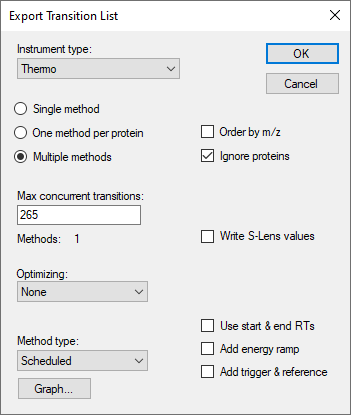 Export Transition List
Instrument type:
Thermo
OK
Cancel
Single method
One method per protein
Order by m/z
Multiple methods
Ignore proteins
Max concurrent transitions:
265
Methods: 1
Write S-Lens values
Optimizing:
None
Use start & end RTs
Method type:
Add energy ramp
Scheduled
Add trigger & reference
Graph...